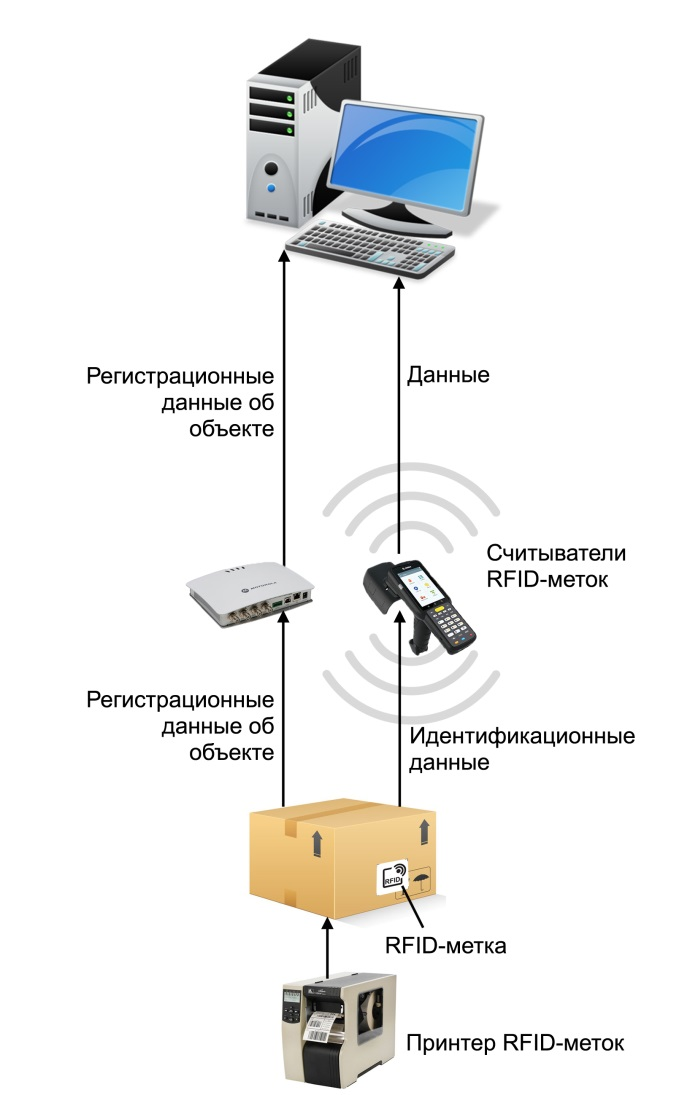 Регистрационные
данные об
объекте
Данные
MOTOROLA
Считыватели
RFID-меток
Регистрационные
данные об
объекте
Идентификационные
данные
RFID
RFID-метка
Принтер RFID-меток